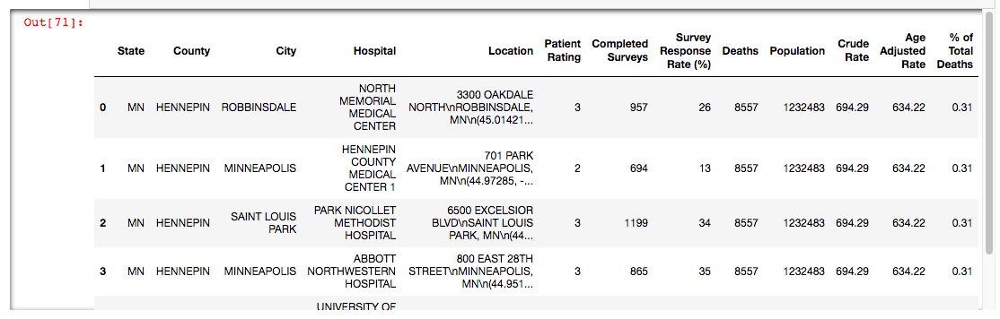 Out[71]:
State County City Hospital Location Patient Rating Completed Surveys Survey Response Rate (%) Deaths Population Crude Rate Age Adjusted Rate % of Total Deaths
0 MN HENNEPIN ROBBINSDALE NORTH MEMORIAL MEDICAL CENTER 3300 OAKDALE NORTH\nROBBINSDALE, MN\n(45.01421... 3 957 26 8557 1232483 694.29 634.22 0.31
1 MN HENNEPIN MINNEAPOLIS HENNEPIN COUNTY MEDICAL CENTER 1 701 PARK AVENUE\nMINNEAPOLIS, MN\n(44.97285, -... 2 694 13 8557 1232483 694.29 634.22 0.31
2 MN HENNEPIN SAINT LOUIS PARK PARK NICOLLET METHODIST HOSPITAL 6500 EXCELSIOR BLVD\nSAINT LOUIS PARK, MN\n(44... 3 1199 34 8557 1232483 694.29 634.22 0.31
3 MN HENNEPIN MINNEAPOLIS ABBOTT NORTHWESTERN HOSPITAL 800 EAST 28TH STREET\nMINNEAPOLIS, MN\n(44.951... 3 865 35 8557 1232483 694.29 634.22 0.31
UNIVERSITY OF